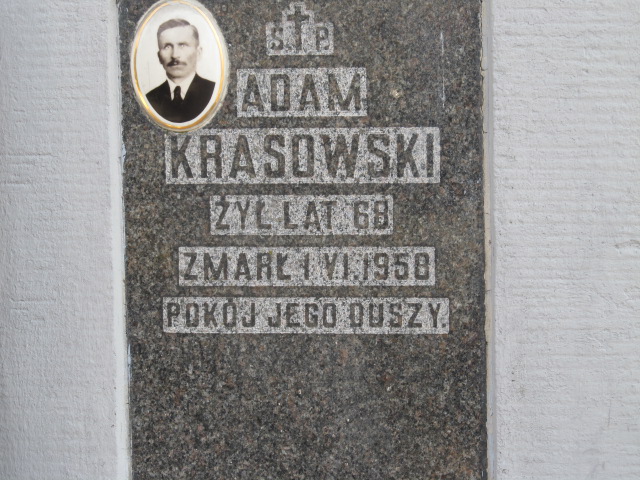 Ś P
ADAM
KRASOWSKI
ŻYŁ LAT 68
ZMARŁ 1 VI.1958
POKÓJ JEGO DUSZY.